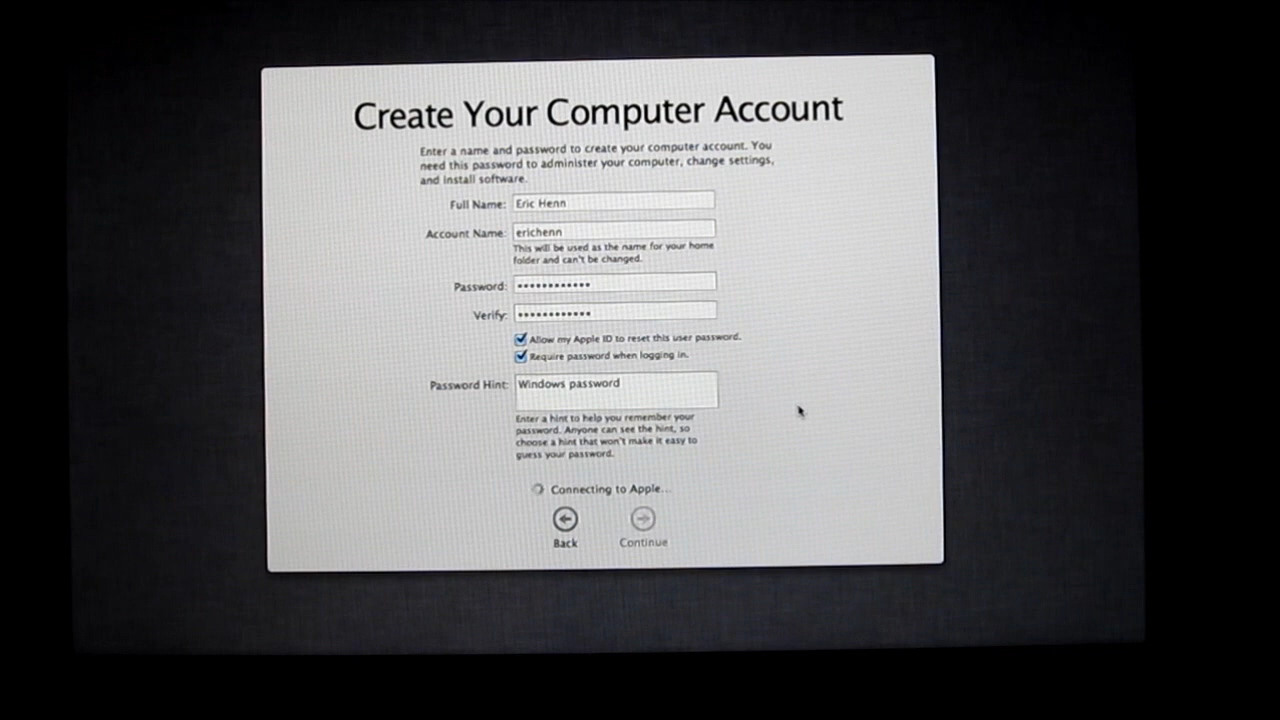 Create Your Computer Account
Enter a name and password to create your computer account. You
need this password to administer your computer, change settings,
and install software.
Full Name: Eric Henn
Account Name: erichenn
This will be used as the name for your home
folder and can't be changed.
Password: ••••••••••••
Verify: ••••••••••••
Allow my Apple ID to reset this user password.
Require password when logging in.
Password Hint: Windows password
Enter a hint to help you remember your
password. Anyone can see the hint, so
choose a hint that won't make it easy to
guess your password.
Connecting to Apple...
Back Continue